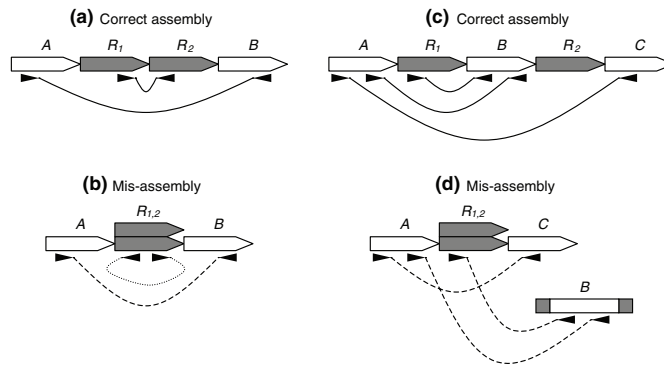 (a) Correct assembly
A R1 R2 B
(c) Correct assembly
A R1 B R2 C
(b) Mis-assembly
R1,2
A B
(d) Mis-assembly
R1,2
A C
B